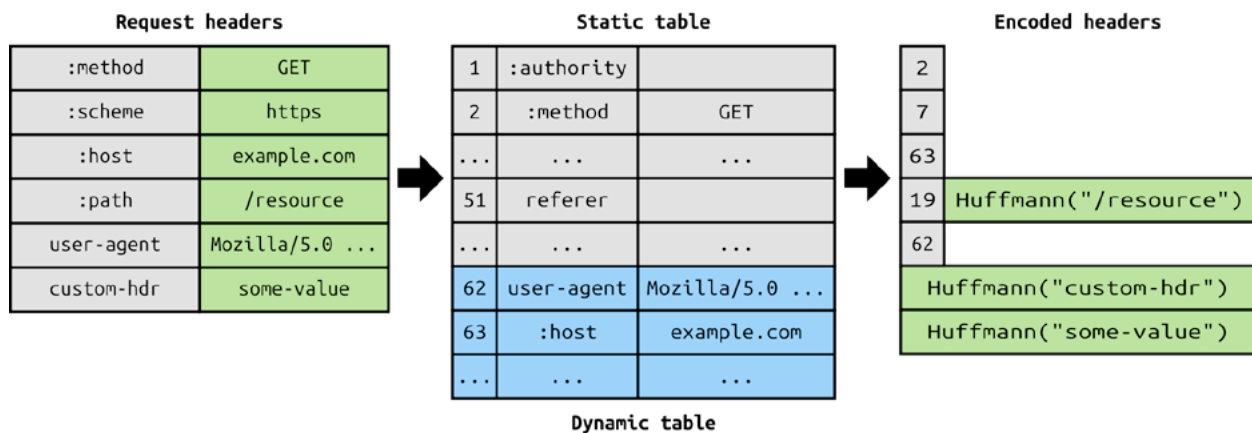 Request headers
:method GET
:scheme https
:host example.com
:path /resource
user-agent Mozilla/5.0 ...
custom-hdr some-value
Static table
1 :authority
2 :method GET
... ... ...
51 referer
... ... ...
62 user-agent Mozilla/5.0 ...
63 :host example.com
... ... ...
Dynamic table
Encoded headers
2
7
63
19 Huffmann("/resource")
62
Huffmann("custom-hdr")
Huffmann("some-value")